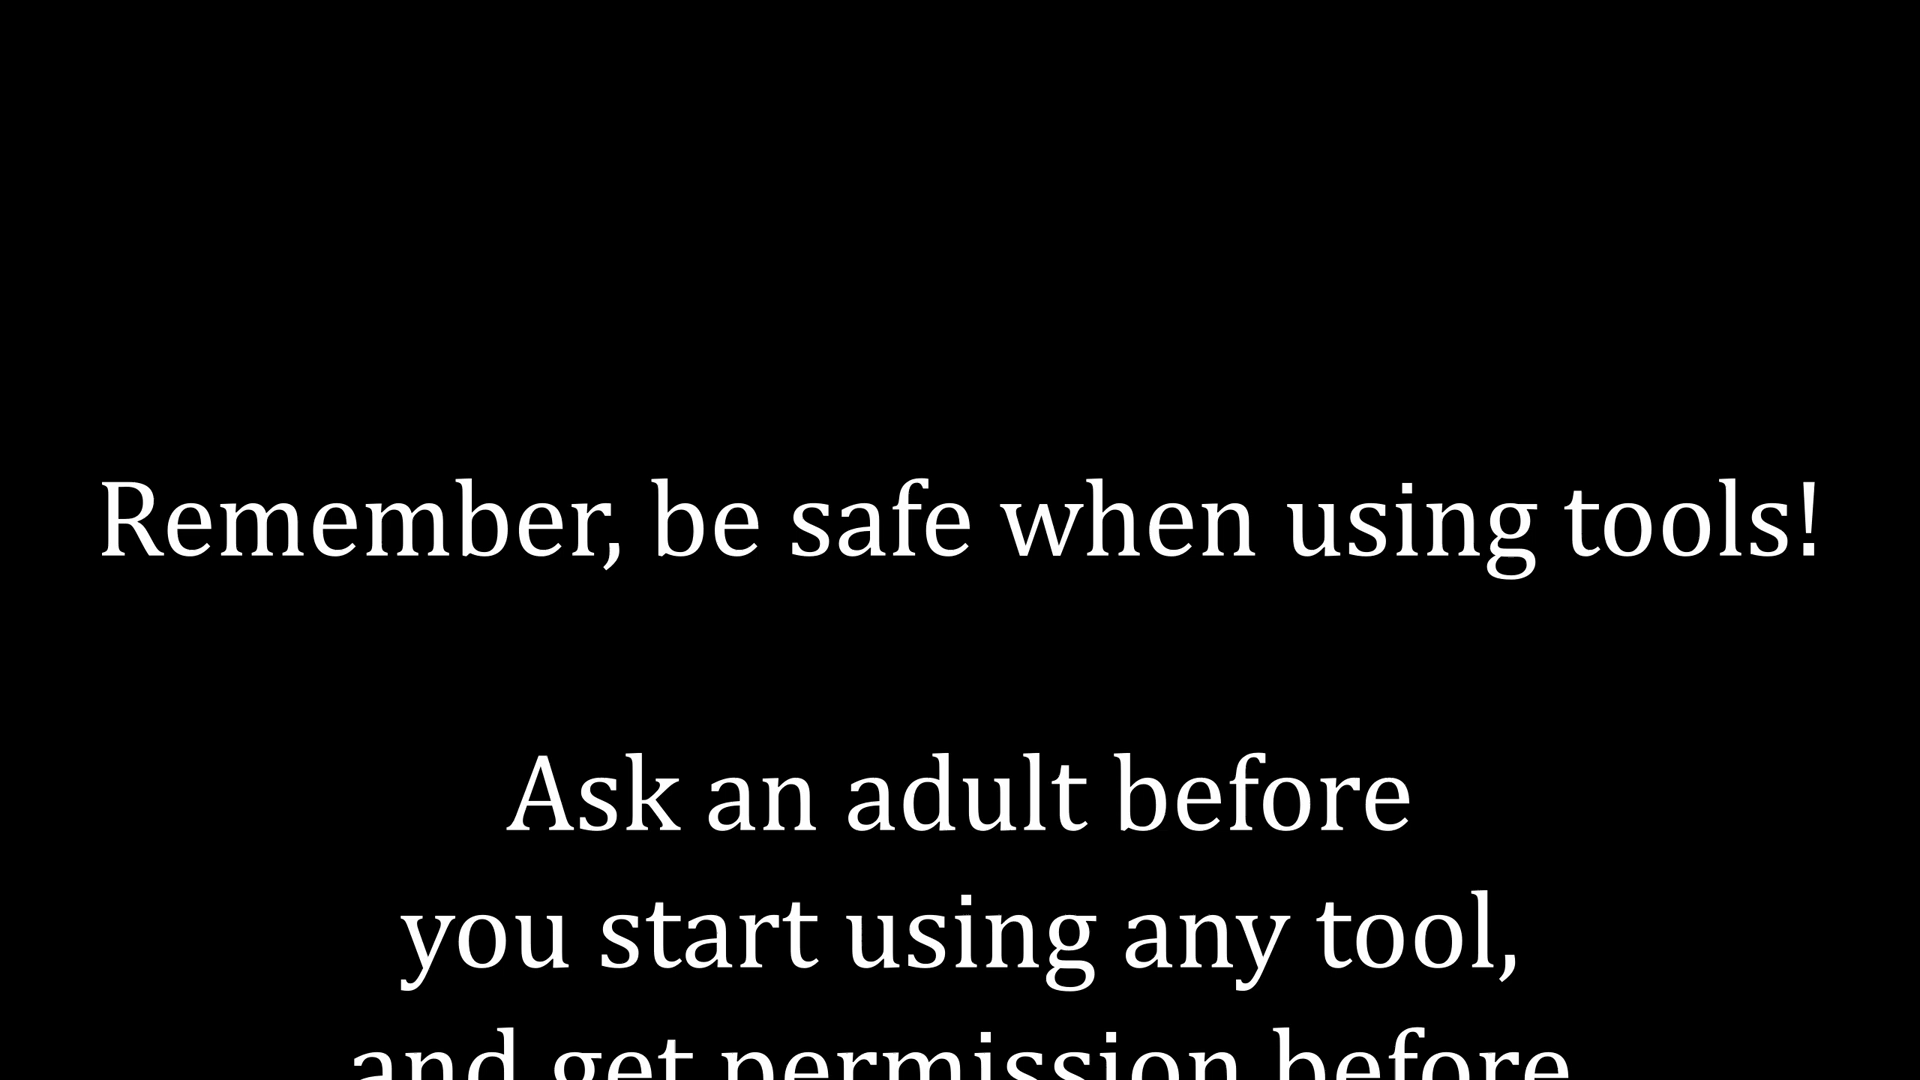 Remember, be safe when using tools!
Ask an adult before
you start using any tool,
and get permission before